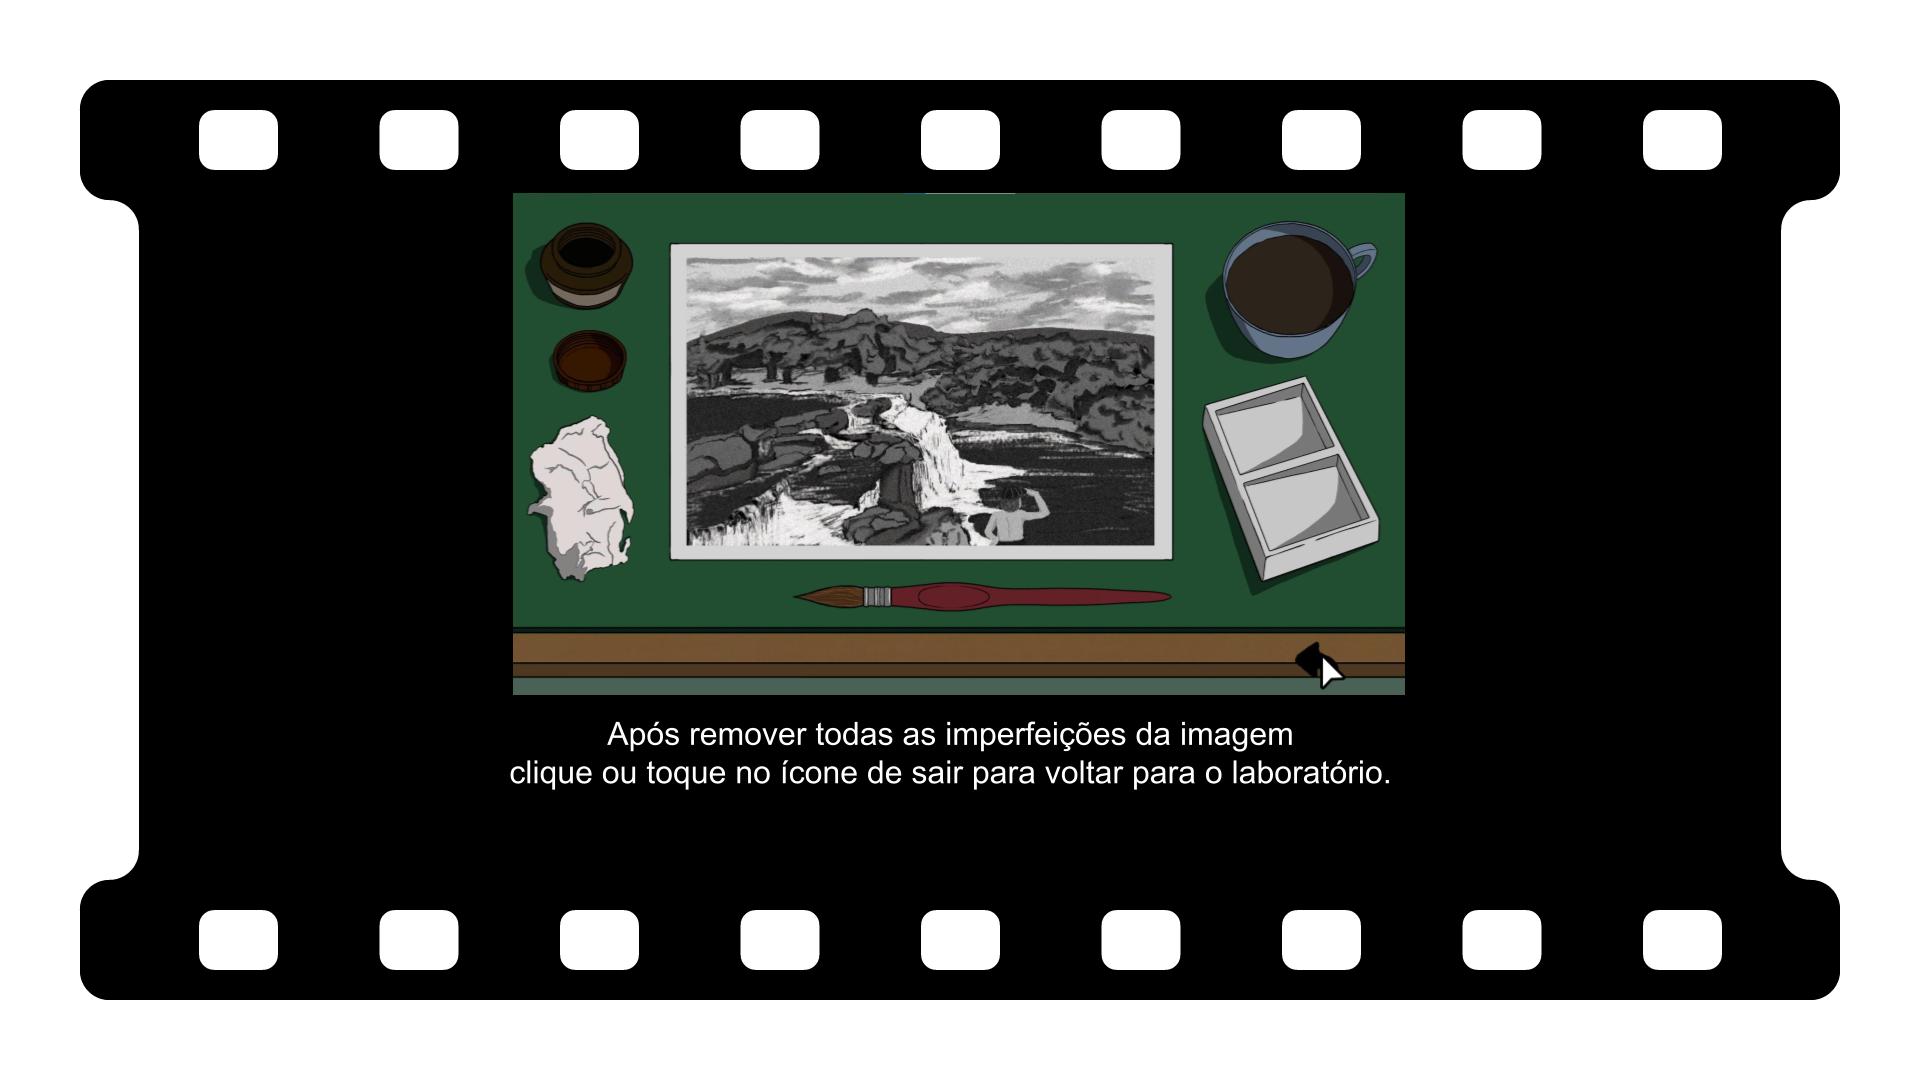 Após remover todas as imperfeições da imagem
clique ou toque no ícone de sair para voltar para o laboratório.